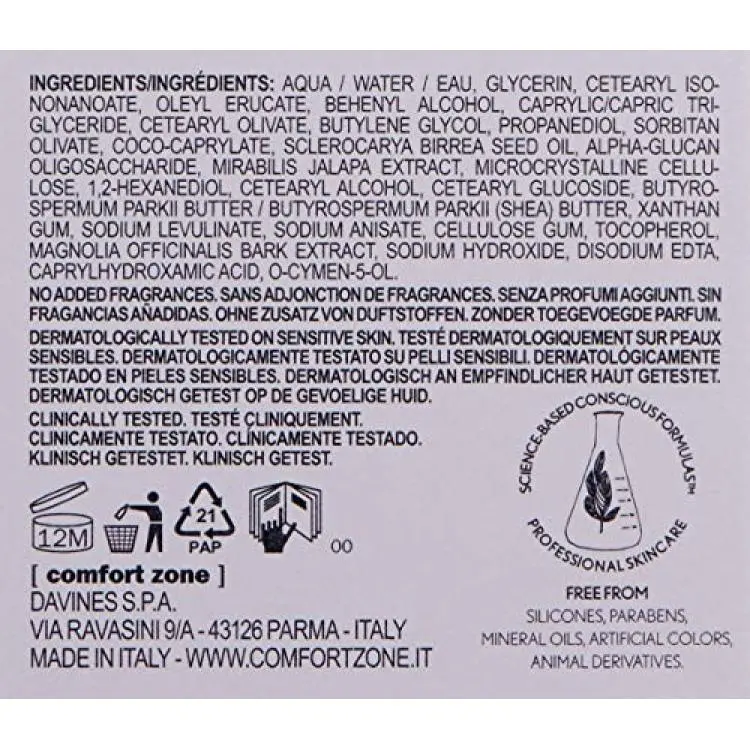 INGREDIENTS/INGRÉDIENTS: AQUA / WATER / EAU, GLYCERIN, CETEARYL ISO-
NONANOATE, OLEYL ERUCATE, BEHENYL ALCOHOL, CAPRYLIC/CAPRIC TRI-
GLYCERIDE, CETEARYL OLIVATE, BUTYLENE GLYCOL, PROPANEDIOL, SORBITAN
OLIVATE, COCO-CAPRYLATE, SCLEROCARYA BIRREA SEED OIL, ALPHA-GLUCAN
OLIGOSACCHARIDE, MIRABILIS JALAPA EXTRACT, MICROCRYSTALLINE CELLU-
LOSE, 1,2-HEXANEDIOL, CETEARYL ALCOHOL, CETEARYL GLUCOSIDE, BUTYRO-
SPERMUM PARKII BUTTER / BUTYROSPERMUM PARKII (SHEA) BUTTER, XANTHAN
GUM, SODIUM LEVULINATE, SODIUM ANISATE, CELLULOSE GUM, TOCOPHEROL,
MAGNOLIA OFFICINALIS BARK EXTRACT, SODIUM HYDROXIDE, DISODIUM EDTA,
CAPRYLHYDROXAMIC ACID, O-CYMEN-5-OL.
NO ADDED FRAGRANCES. SANS ADJONCTION DE FRAGRANCES. SENZA PROFUMI AGGIUNTI. SIN
FRAGANCIAS AÑADIDAS. OHNE ZUSATZ VON DUFTSTOFFEN. ZONDER TOEGEVOEGDE PARFUM.
DERMATOLOGICALLY TESTED ON SENSITIVE SKIN. TESTÉ DERMATOLOGIQUEMENT SUR PEAUX
SENSIBLES. DERMATOLOGICAMENTE TESTATO SU PELLI SENSIBILI. DERMATOLÓGICAMENTE
TESTADO EN PIELES SENSIBLES. DERMATOLOGISCH AN EMPFINDLICHER HAUT GETESTET.
DERMATOLOGISCH GETEST OP DE GEVOELIGE HUID.
CLINICALLY TESTED. TESTÉ CLINIQUEMENT.
CLINICAMENTE TESTATO. CLÍNICAMENTE TESTADO.
KLINISCH GETESTET. KLINISCH GETEST.
12M
21
PAP
00
[ comfort zone ]
DAVINES S.P.A.
VIA RAVASINI 9/A - 43126 PARMA - ITALY
MADE IN ITALY - WWW.COMFORTZONE.IT
SCIENCE-BASED CONSCIOUS FORMULAS™
PROFESSIONAL SKINCARE
FREE FROM
SILICONES, PARABENS,
MINERAL OILS, ARTIFICIAL COLORS,
ANIMAL DERIVATIVES.